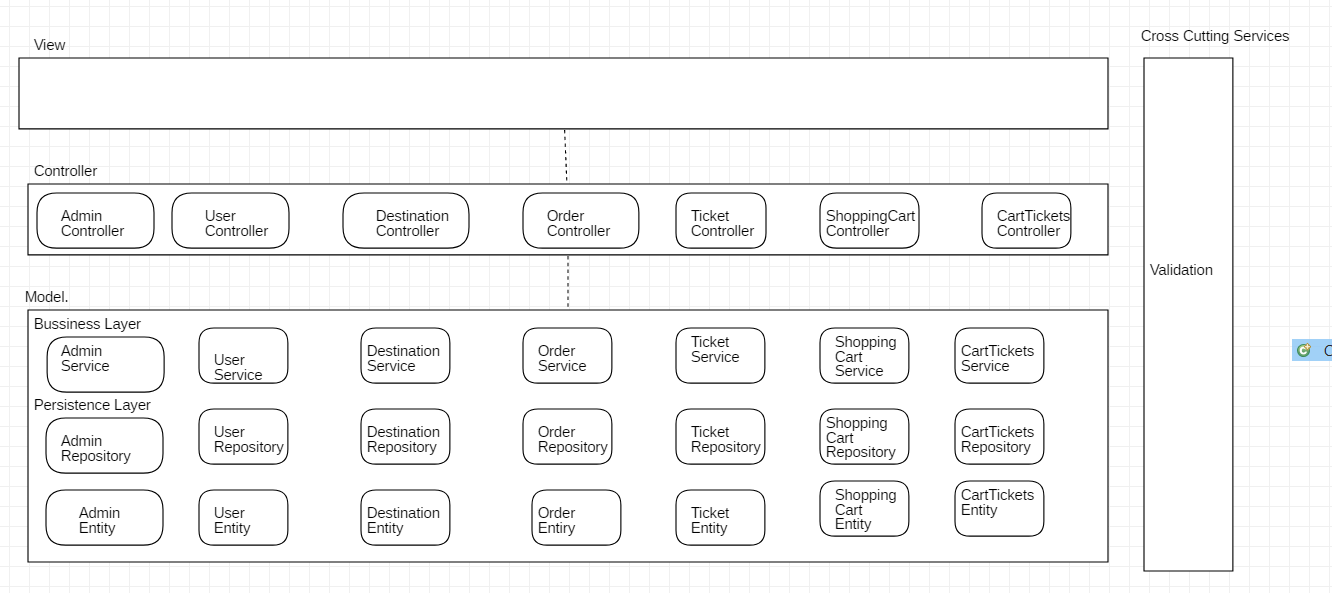 View
Cross Cutting Services
Controller
Admin
Controller
User
Controller
Destination
Controller
Order
Controller
Ticket
Controller
ShoppingCart
Controller
CartTickets
Controller
Validation
Model.
Bussiness Layer
Admin
Service
User
Service
Destination
Service
Order
Service
Ticket
Service
Shopping
Cart
Service
CartTickets
Service
Persistence Layer
Admin
Repository
User
Repository
Destination
Repository
Order
Repository
Ticket
Repository
Shopping
Cart
Repository
CartTickets
Repository
Admin
Entity
User
Entity
Destination
Entity
Order
Entiry
Ticket
Entity
Shopping
Cart
Entity
CartTickets
Entity